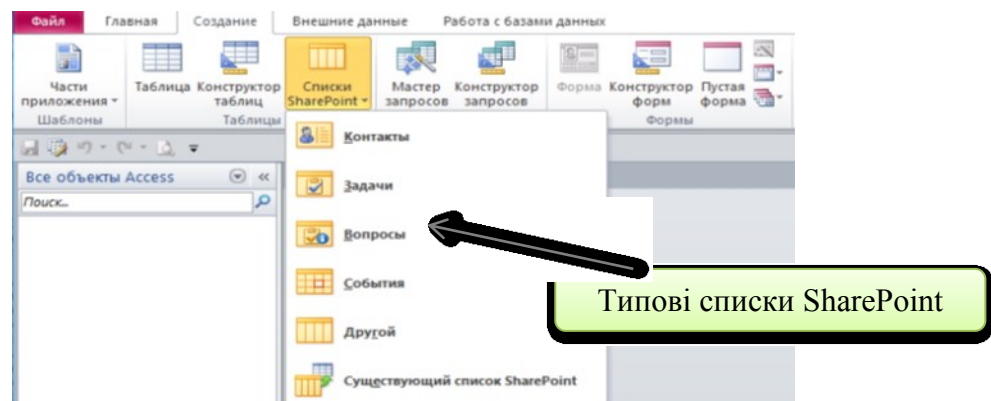 Файл Главная Создание Внешние данные Работа с базами данных
Части приложения
Таблица
Конструктор таблиц
Списки SharePoint
Мастер запросов
Конструктор запросов
Форма
Конструктор форм
Пустая форма
Шаблоны Таблицы Формы
Все объекты Access
Поиск...
Контакты
Задачи
Вопросы
События
Другой
Существующий список SharePoint
Типові списки SharePoint